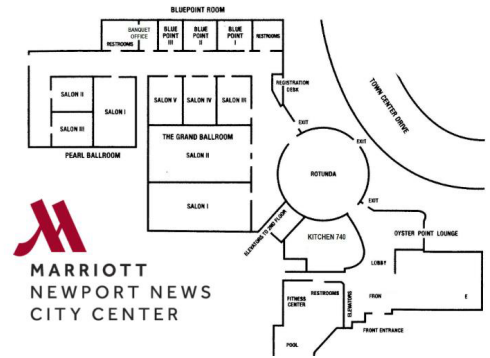 BLUEPOINT ROOM
RESTROOMS
BANQUET
OFFICE
BLUE
POINT
III
BLUE
POINT
II
BLUE
POINT
I
RESTROOMS
REGISTRATION
DESK
TOWN CENTER DRIVE
SALON II
SALON III
SALON I
PEARL BALLROOM
SALON V
SALON IV
SALON III
THE GRAND BALLROOM
SALON II
SALON I
EXIT
EXIT
ROTUNDA
EXIT
ELEVATORS TO 2ND FLOOR
KITCHEN 740
OYSTER POINT LOUNGE
LOBBY
FITNESS
CENTER
RESTROOMS
ELEVATORS
FRON
E
FRONT ENTRANCE
POOL
MARRIOTT
NEWPORT NEWS
CITY CENTER